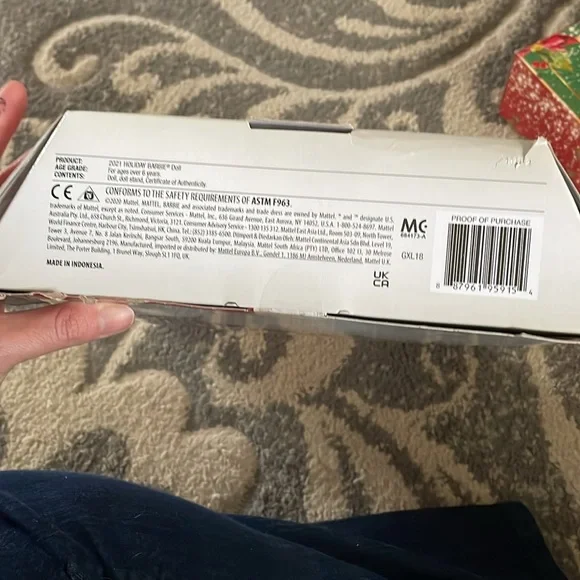 PRODUCT: 2021 HOLIDAY BARBIE® Doll
AGE GRADE: For ages over 6 years.
CONTENTS: Doll, doll stand, Certificate of Authenticity.
CE CONFORMS TO THE SAFETY REQUIREMENTS OF ASTM F963.
©2020 Mattel. MATTEL, BARBIE and associated trademarks and trade dress are owned by Mattel. ® and ™ designate U.S.
trademarks of Mattel, except as noted. Consumer Services - Mattel, Inc., 636 Girard Avenue, East Aurora, NY 14052, U.S.A. 1-800-524-8697. Mattel
Australia Pty. Ltd., 658 Church St., Richmond, Victoria, 3121. Consumer Advisory Service - 1300 135 312. Mattel East Asia Ltd., Room 503-09, North Tower,
World Finance Centre, Harbour City, Tsimshatsui, HK, China. Tel.: (852) 3185-6500. Diimport & Diedarkan Oleh: Mattel Continental Asia Sdn Bhd. Level 19,
Tower 3, Avenue 7, No. 8 Jalan Kerinchi, Bangsar South, 59200 Kuala Lumpur, Malaysia. Mattel South Africa (PTY) LTD, Office 102 I3, 30 Melrose
Boulevard, Johannesburg 2196. Manufactured, imported or distributed by: Mattel Europa B.V., Gondel 1, 1186 MJ Amstelveen, Nederland. Mattel U.K.
Limited, The Porter Building, 1 Brunel Way, Slough SL1 1FQ, UK.
MADE IN INDONESIA.
UK
CA
MC
684173-A
GXL18
PROOF OF PURCHASE
8 87961 95915 4